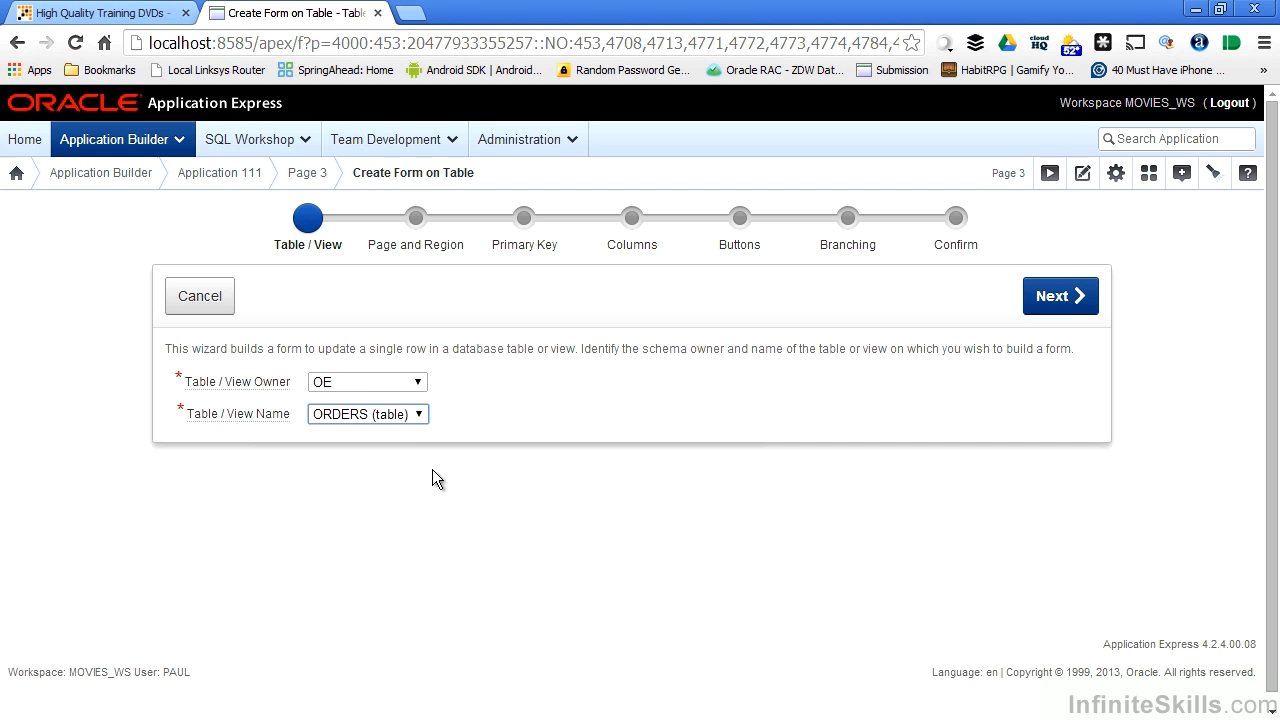 High Quality Training DVDs -
Create Form on Table - Table
localhost:8585/apex/f?p=4000:453:2047793?355257::NO:453,4708,4713,4771,4772,4773,4774,4784,4
Apps Bookmarks Local Linksys Router SpringAhead: Home Android SDK | Android... Random Password Ge... Oracle RAC - ZDW Dat... Submission HabitRPG | Gamify Yo... 40 Must Have iPhone ...
52°
cloud HQ
ORACLE Application Express
Workspace MOVIES_WS ( Logout )
Home Application Builder SQL Workshop Team Development Administration
Search Application
Application Builder Application 111 Page 3 Create Form on Table
Page 3
Table / View Page and Region Primary Key Columns Buttons Branching Confirm
Cancel
Next
This wizard builds a form to update a single row in a database table or view. Identify the schema owner and name of the table or view on which you wish to build a form.
* Table / View Owner OE
* Table / View Name ORDERS (table)
Application Express 4.2.4.00.08
Workspace: MOVIES_WS User: PAUL
Language: en | Copyright © 1999, 2013, Oracle. All rights reserved.
InfiniteSkills.com